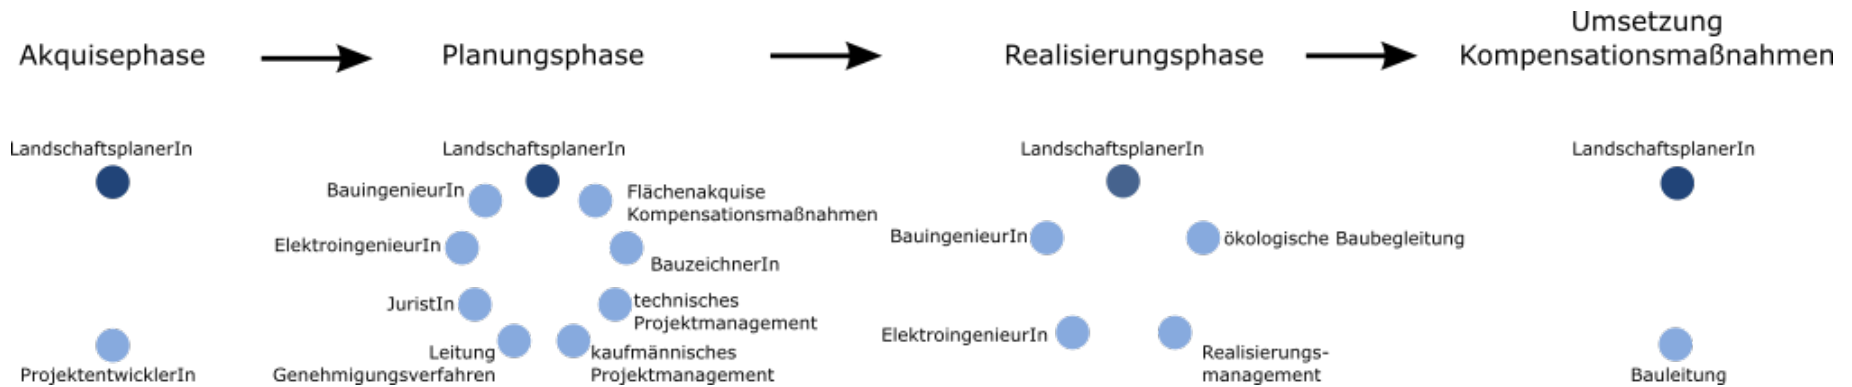 Akquisephase
Planungsphase
Realisierungsphase
Umsetzung
Kompensationsmaßnahmen
LandschaftsplanerIn
ProjektentwicklerIn
LandschaftsplanerIn
BauingenieurIn
Flächenakquise
Kompensationsmaßnahmen
ElektroingenieurIn
BauzeichnerIn
JuristIn
technisches
Projektmanagement
Leitung
Genehmigungsverfahren
kaufmännisches
Projektmanagement
LandschaftsplanerIn
BauingenieurIn
ökologische Baubegleitung
ElektroingenieurIn
Realisierungs-
management
LandschaftsplanerIn
Bauleitung